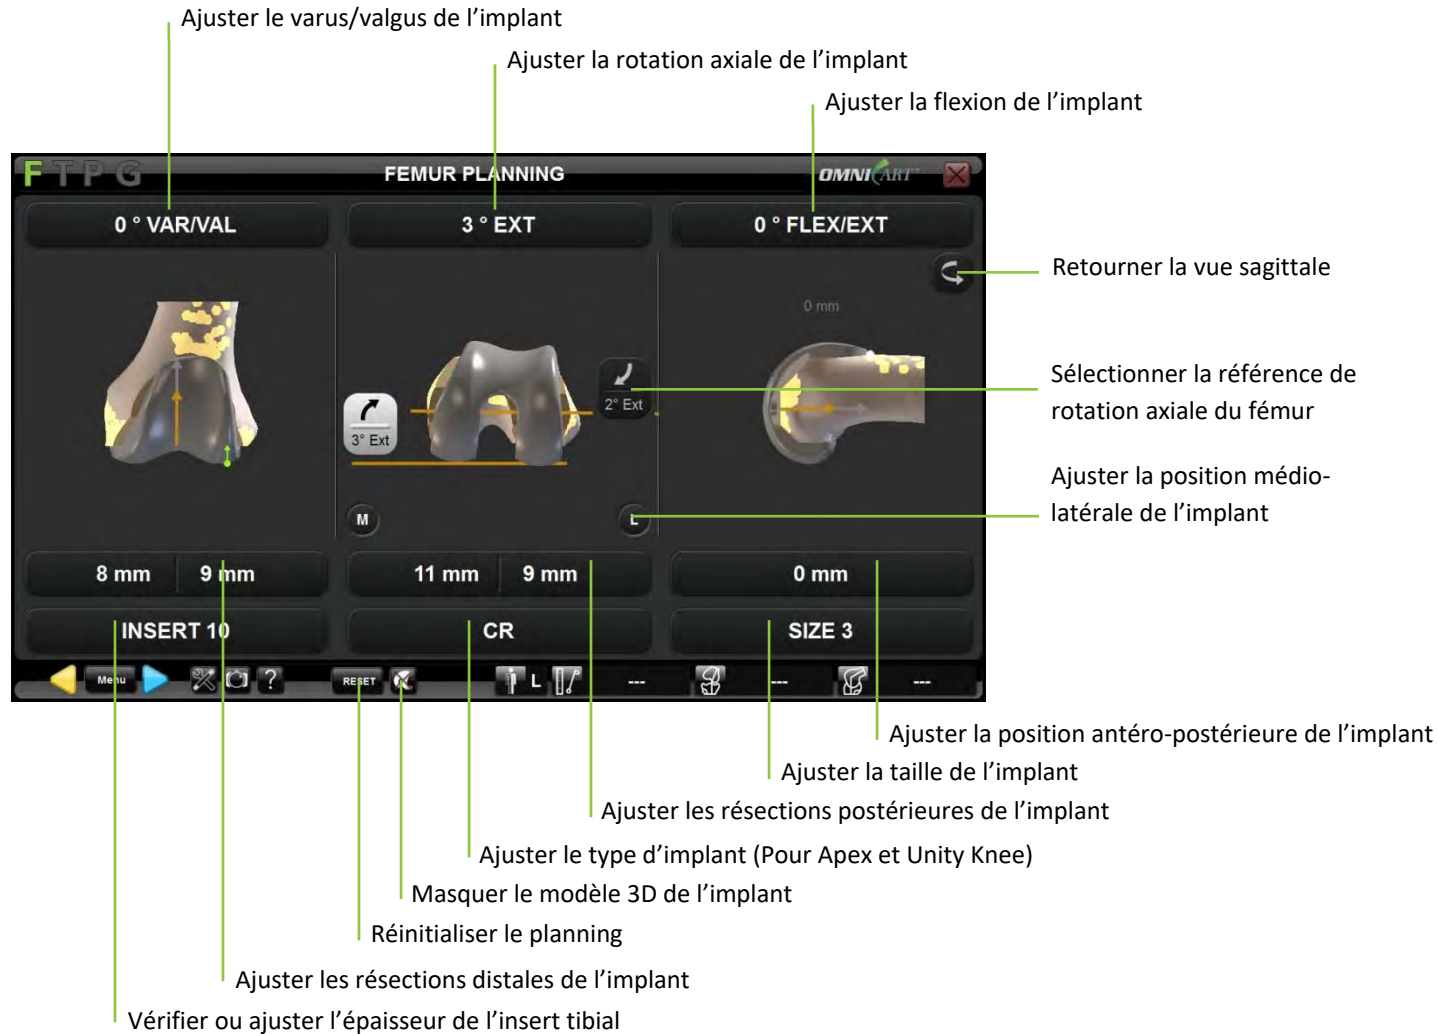 Ajuster le varus/valgus de l’implant
Ajuster la rotation axiale de l’implant
Ajuster la flexion de l’implant
F T P G
FEMUR PLANNING
OMNI ART™
0 ° VAR/VAL
3 ° EXT
0 ° FLEX/EXT
Retourner la vue sagittale
0 mm
Sélectionner la référence de
rotation axiale du fémur
2° Ext
3° Ext
Ajuster la position médio-
latérale de l’implant
M
L
8 mm
9 mm
11 mm
9 mm
0 mm
INSERT 10
CR
SIZE 3
Menu
?
RESET
L
---
---
---
Ajuster la position antéro-postérieure de l’implant
Ajuster la taille de l’implant
Ajuster les résections postérieures de l’implant
Ajuster le type d’implant (Pour Apex et Unity Knee)
Masquer le modèle 3D de l’implant
Réinitialiser le planning
Ajuster les résections distales de l’implant
Vérifier ou ajuster l’épaisseur de l’insert tibial